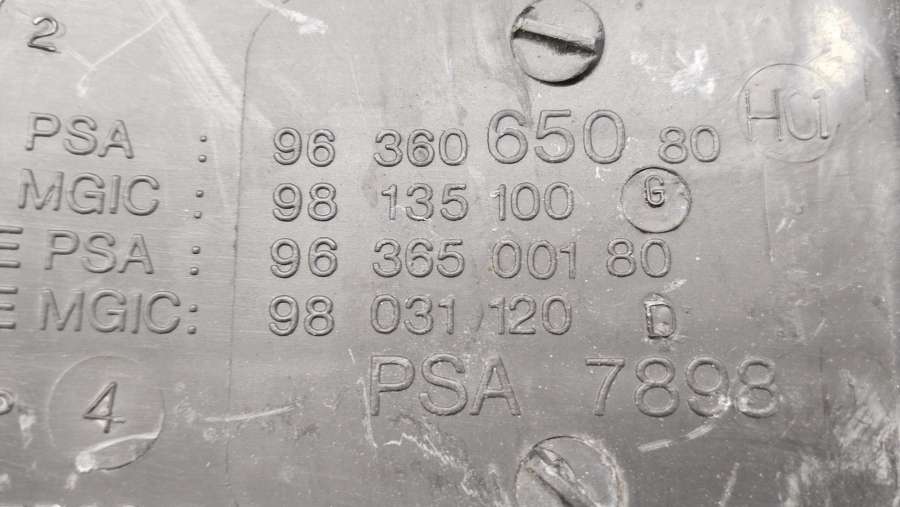 2
PSA : 96 360 650 80 HC1
MGIC : 98 135 100 G
E PSA : 96 365 001 80
E MGIC: 98 031 120 D
PSA 7898
P 4